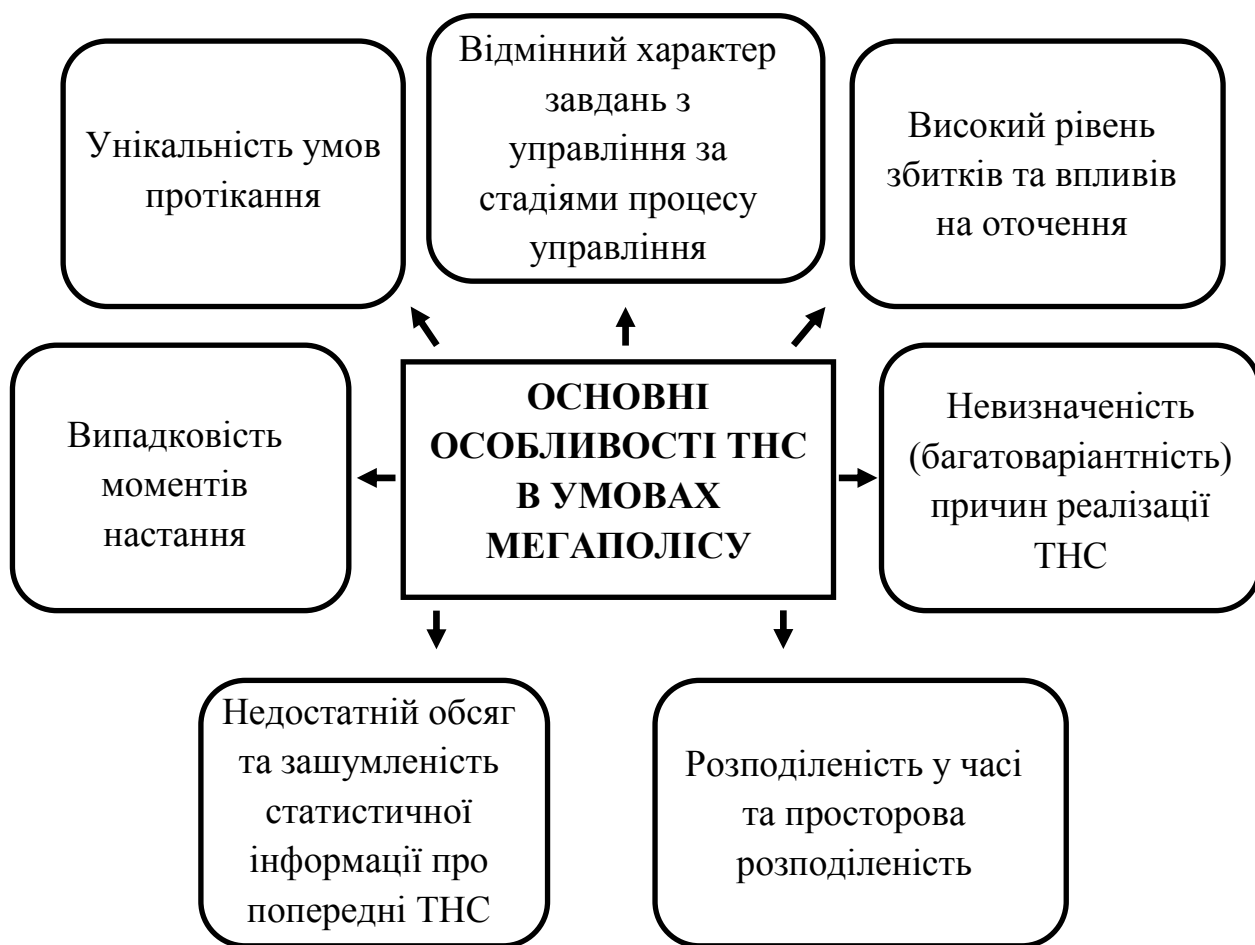 Унікальність умов
протікання
Відмінний характер
завдань з
управління за
стадіями процесу
управління
Високий рівень
збитків та впливів
на оточення
Випадковість
моментів
настання
ОСНОВНІ
ОСОБЛИВОСТІ ТНС
В УМОВАХ
МЕГАПОЛІСУ
Невизначеність
(багатоваріантність)
причин реалізації
ТНС
Недостатній обсяг
та зашумленість
статистичної
інформації про
попередні ТНС
Розподіленість у часі
та просторова
розподіленість